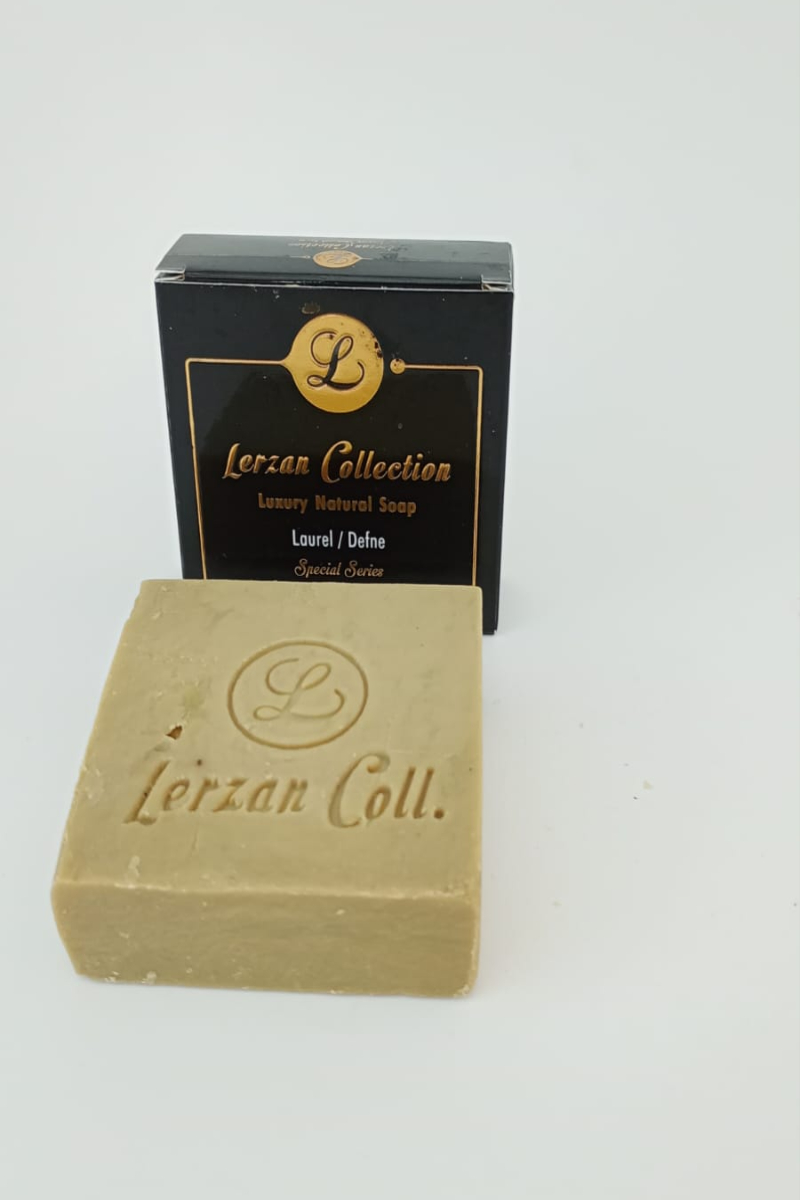 L
Lerzan Collection
Luxury Natural Soap
Laurel / Defne
Special Series
L
Lerzan Coll.